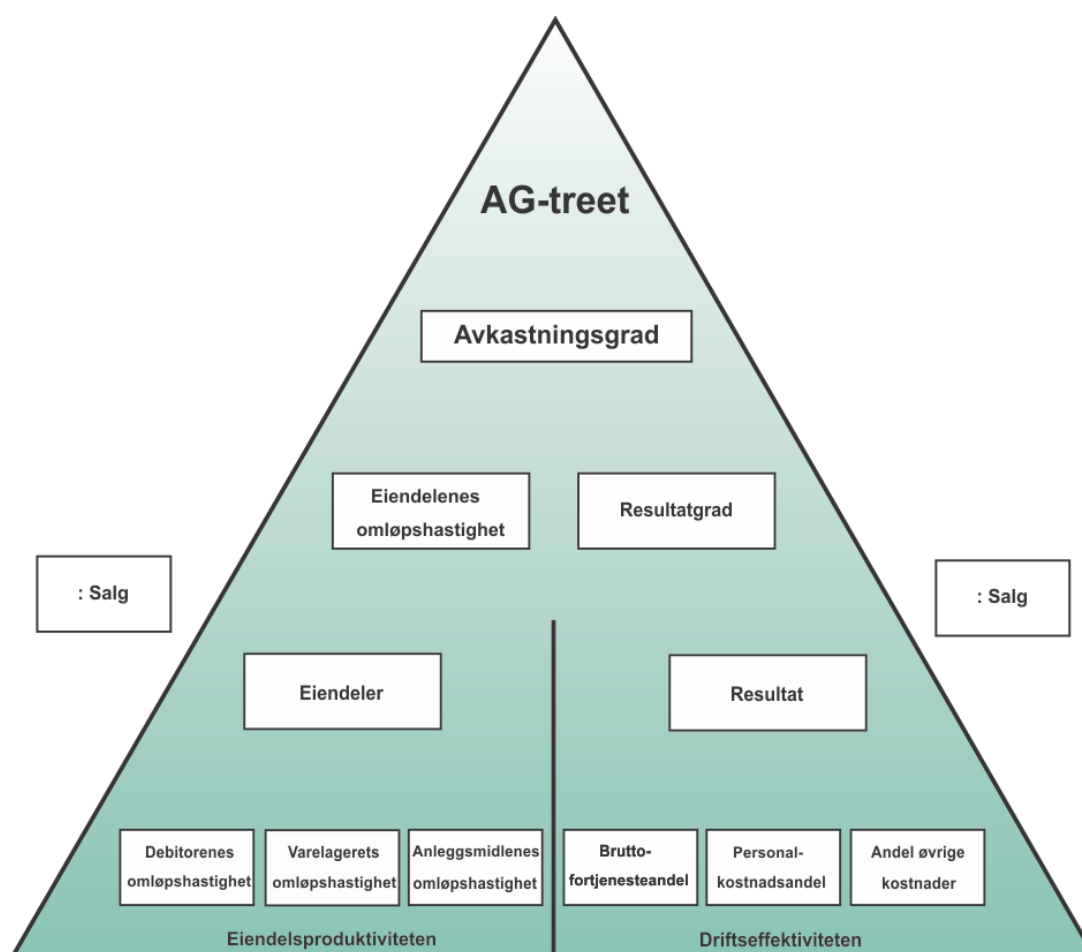 AG-treet
Avkastningsgrad
Eiendelenes
omløpshastighet
Resultatgrad
: Salg
: Salg
Eiendeler
Resultat
Debitorenes
omløpshastighet
Varelagerets
omløpshastighet
Anleggsmidlenes
omløpshastighet
Brutto-
fortjenesteandel
Personal-
kostnadsandel
Andel øvrige
kostnader
Eiendelsproduktiviteten
Driftseffektiviteten